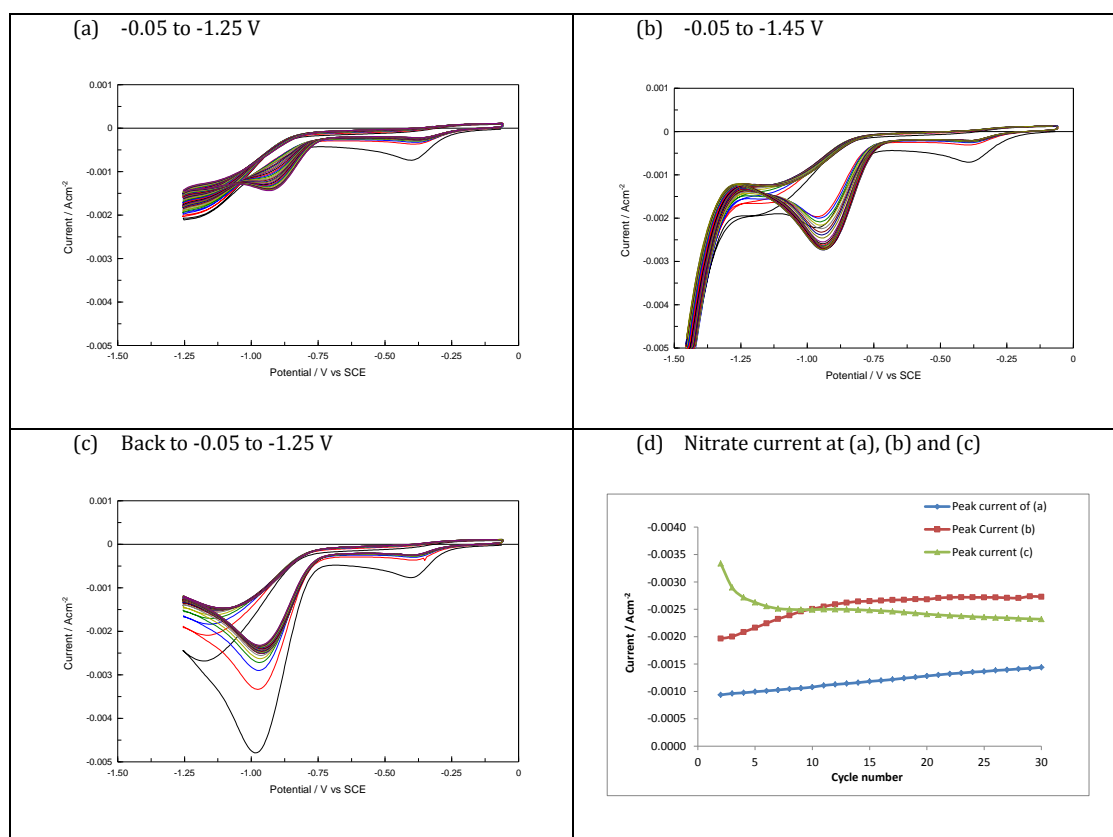 (a) -0.05 to -1.25 V
0.001
0
-0.001
-0.002
-0.003
-0.004
-0.005
-1.50 -1.25 -1.00 -0.75 -0.50 -0.25 0
Current / Acm-2
Potential / V vs SCE
(b) -0.05 to -1.45 V
0.001
0
-0.001
-0.002
-0.003
-0.004
-0.005
-1.50 -1.25 -1.00 -0.75 -0.50 -0.25 0
Current / Acm-2
Potential / V vs SCE
(c) Back to -0.05 to -1.25 V
0.001
0
-0.001
-0.002
-0.003
-0.004
-0.005
-1.50 -1.25 -1.00 -0.75 -0.50 -0.25 0
Current / Acm-2
Potential / V vs SCE
(d) Nitrate current at (a), (b) and (c)
Peak current of (a)
Peak Current (b)
Peak current (c)
-0.0040
-0.0035
-0.0030
-0.0025
-0.0020
-0.0015
-0.0010
-0.0005
0.0000
0 5 10 15 20 25 30
Current / Acm-2
Cycle number